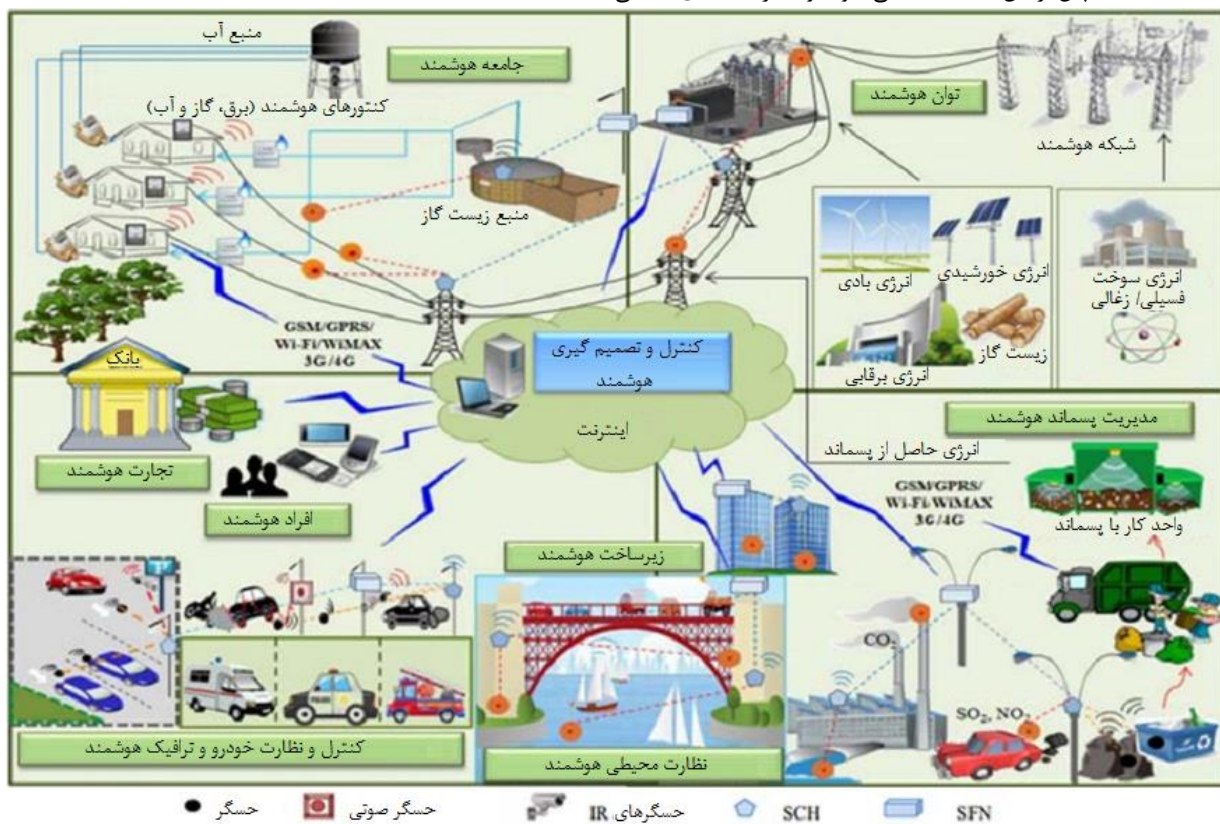 منبع آب
جامعه هوشمند
کنتورهای هوشمند (برق، گاز و آب)
منبع زیست گاز
توان هوشمند
شبکه هوشمند
انرژی بادی
انرژی خورشیدی
انرژی برقابی
زیست گاز
انرژی سوخت
فسیلی/ زغالی
GSM/GPRS/
Wi-Fi/WiMAX
3G/4G
کنترل و تصمیم گیری
هوشمند
اینترنت
بانک
تجارت هوشمند
افراد هوشمند
مدیریت پسماند هوشمند
انرژی حاصل از پسماند
GSM/GPRS/
Wi-Fi/WiMAX
3G/4G
واحد کار با پسماند
زیرساخت هوشمند
CO2
SO2, NO2
POLICE
کنترل و نظارت خودرو و ترافیک هوشمند
نظارت محیطی هوشمند
حسگر
حسگر صوتی
حسگرهای IR
SCH
SFN